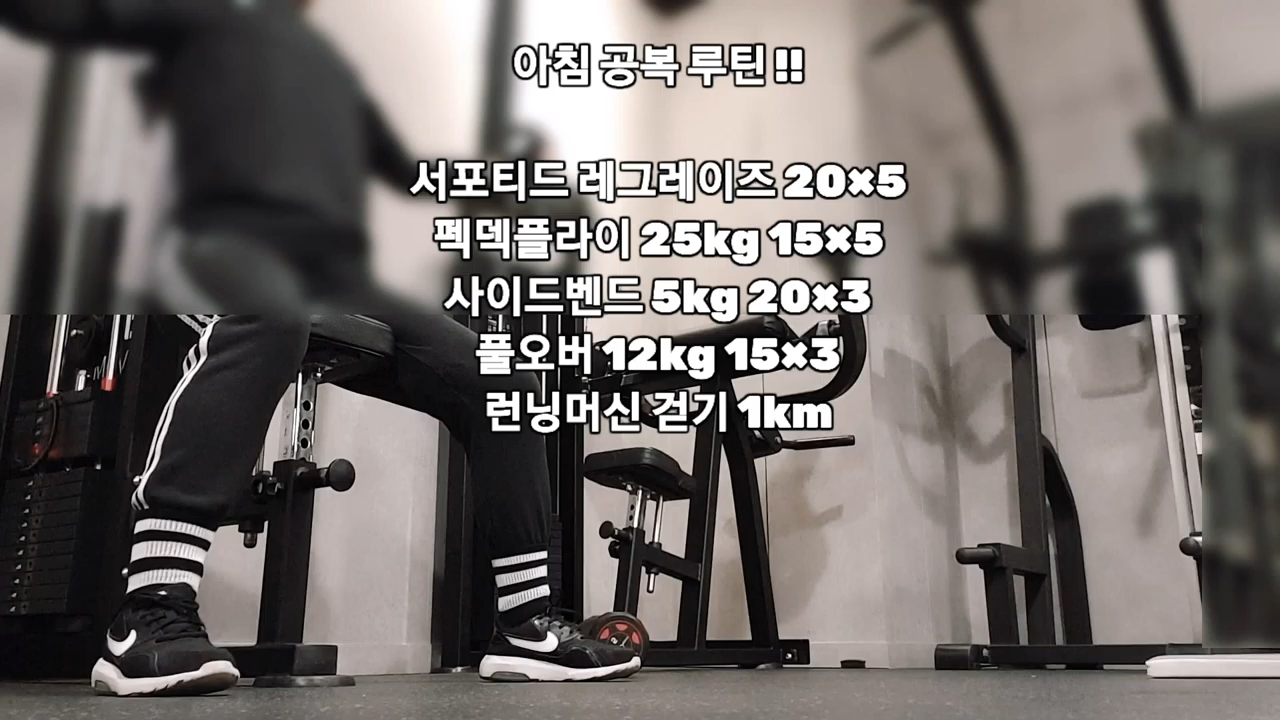 아침 공복 루틴 !!
서포티드 레그레이즈 20×5
펙덱플라이 25kg 15×5
사이드벤드 5kg 20×3
풀오버 12kg 15×3
런닝머신 걷기 1km